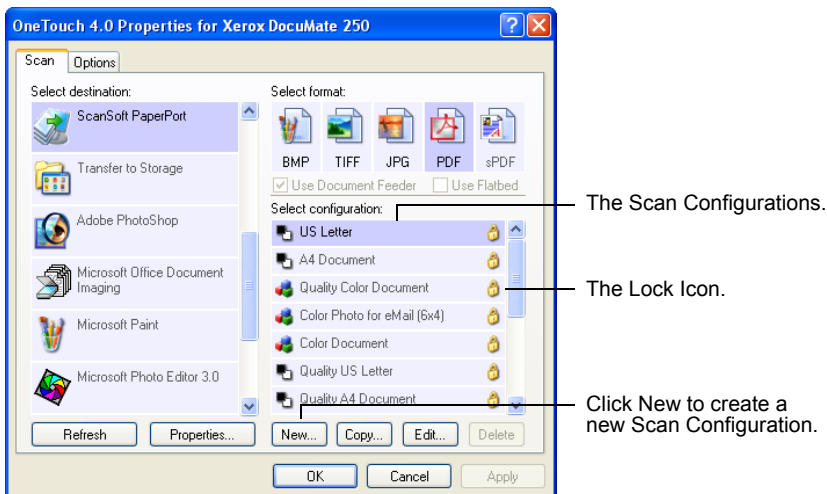 OneTouch 4.0 Properties for Xerox DocuMate 250
Scan
Options
Select destination:
ScanSoft PaperPort
Transfer to Storage
Adobe PhotoShop
Microsoft Office Document
Imaging
Microsoft Paint
Microsoft Photo Editor 3.0
Refresh
Properties...
Select format:
BMP
TIFF
JPG
PDF
sPDF
Use Document Feeder
Use Flatbed
Select configuration:
US Letter
A4 Document
Quality Color Document
Color Photo for eMail (6x4)
Color Document
Quality US Letter
Quality A4 Document
New...
Copy...
Edit...
Delete
OK
Cancel
Apply
The Scan Configurations.
The Lock Icon.
Click New to create a
new Scan Configuration.